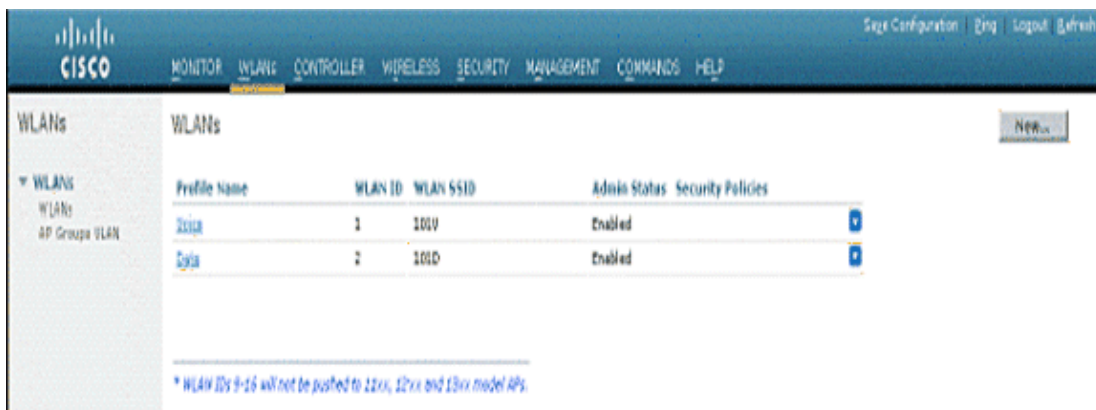 Save Configuration | Ping | Logout | Refresh
CISCO
MONITOR WLANs CONTROLLER WIRELESS SECURITY MANAGEMENT COMMANDS HELP
WLANs
WLANs
New...
WLANs
WLANs
AP Groups VLAN
Profile Name WLAN ID WLAN SSID Admin Status Security Policies
Voice 1 101V Enabled
Data 2 101D Enabled
* WLAN IDs 9-16 will not be pushed to 11xx, 12xx and 13xx model APs.